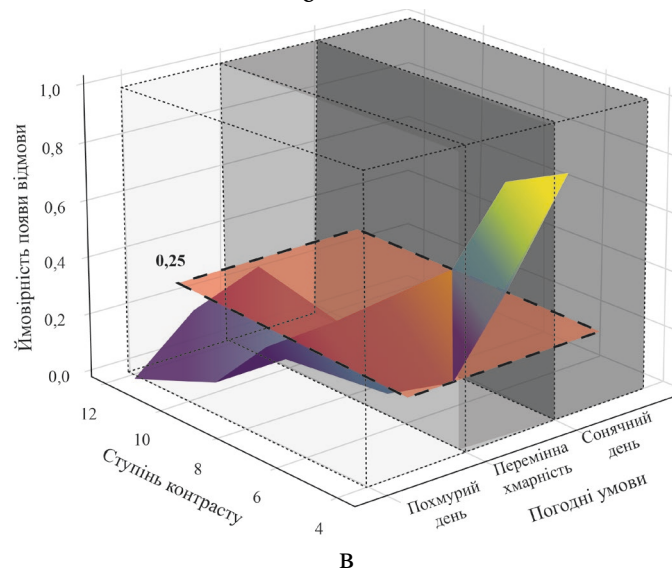 Ймовірність появи відмови
1,0
0,8
0,6
0,4
0,2
0,0
0,25
12
10
8
6
4
Ступінь контрасту
Похмурий
день
Перемінна
хмарність
Сонячний
день
Погодні умови
В